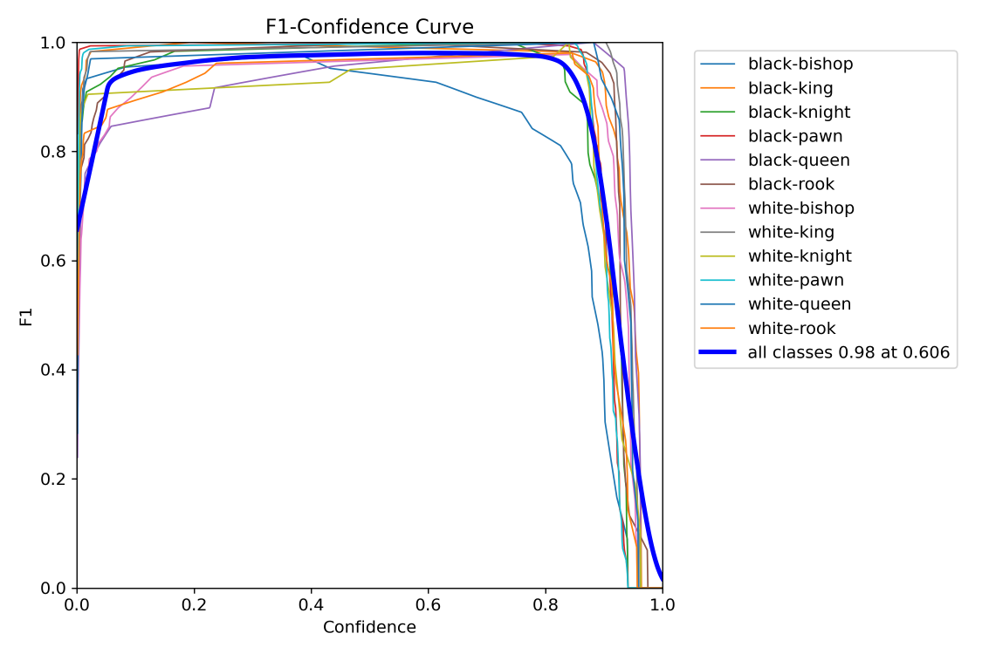 F1-Confidence Curve
1.0
0.8
0.6
0.4
0.2
0.0
F1
0.0 0.2 0.4 0.6 0.8 1.0
Confidence
black-bishop
black-king
black-knight
black-pawn
black-queen
black-rook
white-bishop
white-king
white-knight
white-pawn
white-queen
white-rook
all classes 0.98 at 0.606